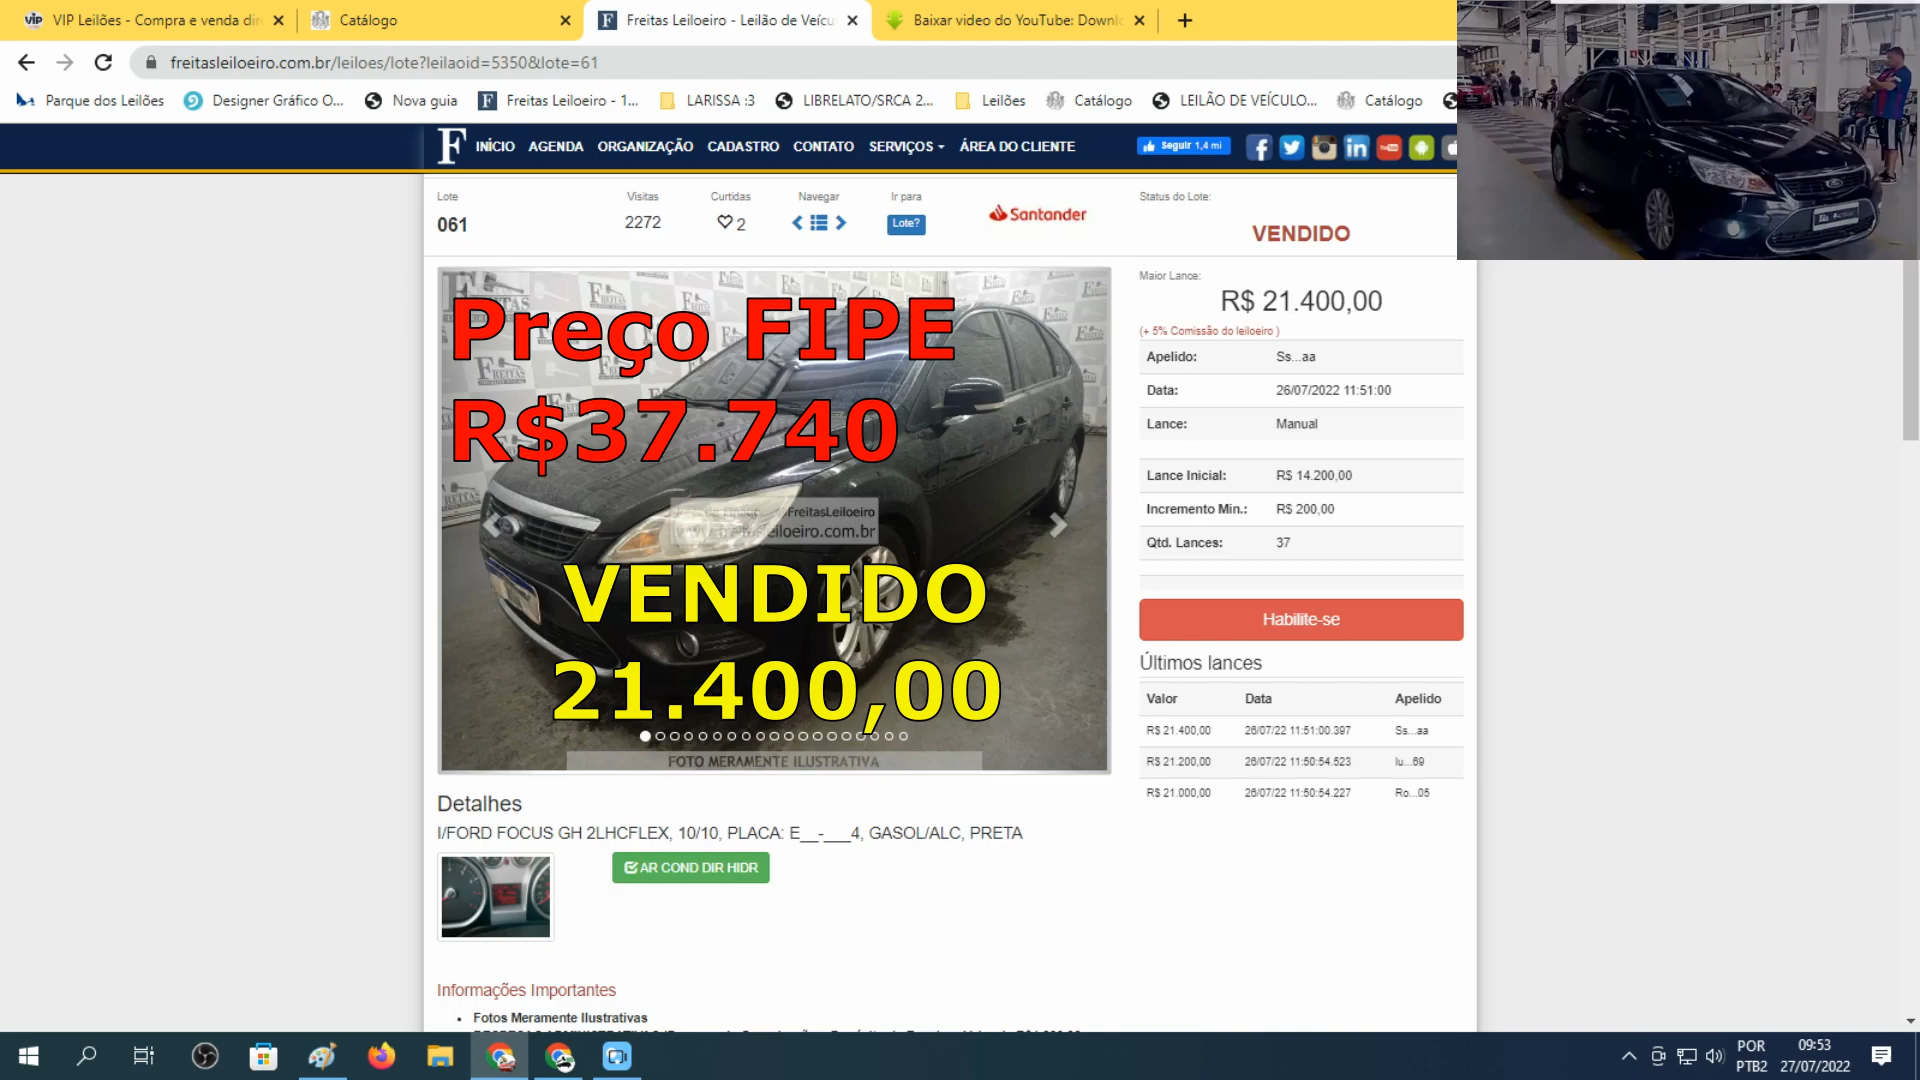 VIP Leilões - Compra e venda dir
Catálogo
Freitas Leiloeiro - Leilão de Veícu
Baixar video do YouTube: Downl
freitasleiloeiro.com.br/leiloes/lote?leilaoid=5350&lote=61
Parque dos Leilões
Designer Gráfico O...
Nova guia
Freitas Leiloeiro - 1...
LARISSA :3
LIBRELATO/SRCA 2...
Leilões
Catálogo
LEILÃO DE VEÍCULO...
Catálogo
INÍCIO AGENDA ORGANIZAÇÃO CADASTRO CONTATO SERVIÇOS ÁREA DO CLIENTE
Seguir 1,4 mi
Lote
061
Visitas
2272
Curtidas
2
Navegar
Ir para
Lote?
Santander
Status do Lote:
VENDIDO
Preço FIPE
R$37.740
VENDIDO
21.400,00
FreitasLeiloeiro
www.freitasleiloeiro.com.br
FOTO MERAMENTE ILUSTRATIVA
Maior Lance:
R$ 21.400,00
(+ 5% Comissão do leiloeiro )
Apelido: Ss...aa
Data: 26/07/2022 11:51:00
Lance: Manual
Lance Inicial: R$ 14.200,00
Incremento Min.: R$ 200,00
Qtd. Lances: 37
Habilite-se
Últimos lances
Valor Data Apelido
R$ 21.400,00 26/07/22 11:51:00.397 Ss...aa
R$ 21.200,00 26/07/22 11:50:54.523 lu...69
R$ 21.000,00 26/07/22 11:50:54.227 Ro...05
Detalhes
I/FORD FOCUS GH 2LHCFLEX, 10/10, PLACA: E__-___4, GASOL/ALC, PRETA
AR COND DIR HIDR
Informações Importantes
Fotos Meramente Ilustrativas
POR
PTB2
09:53
27/07/2022